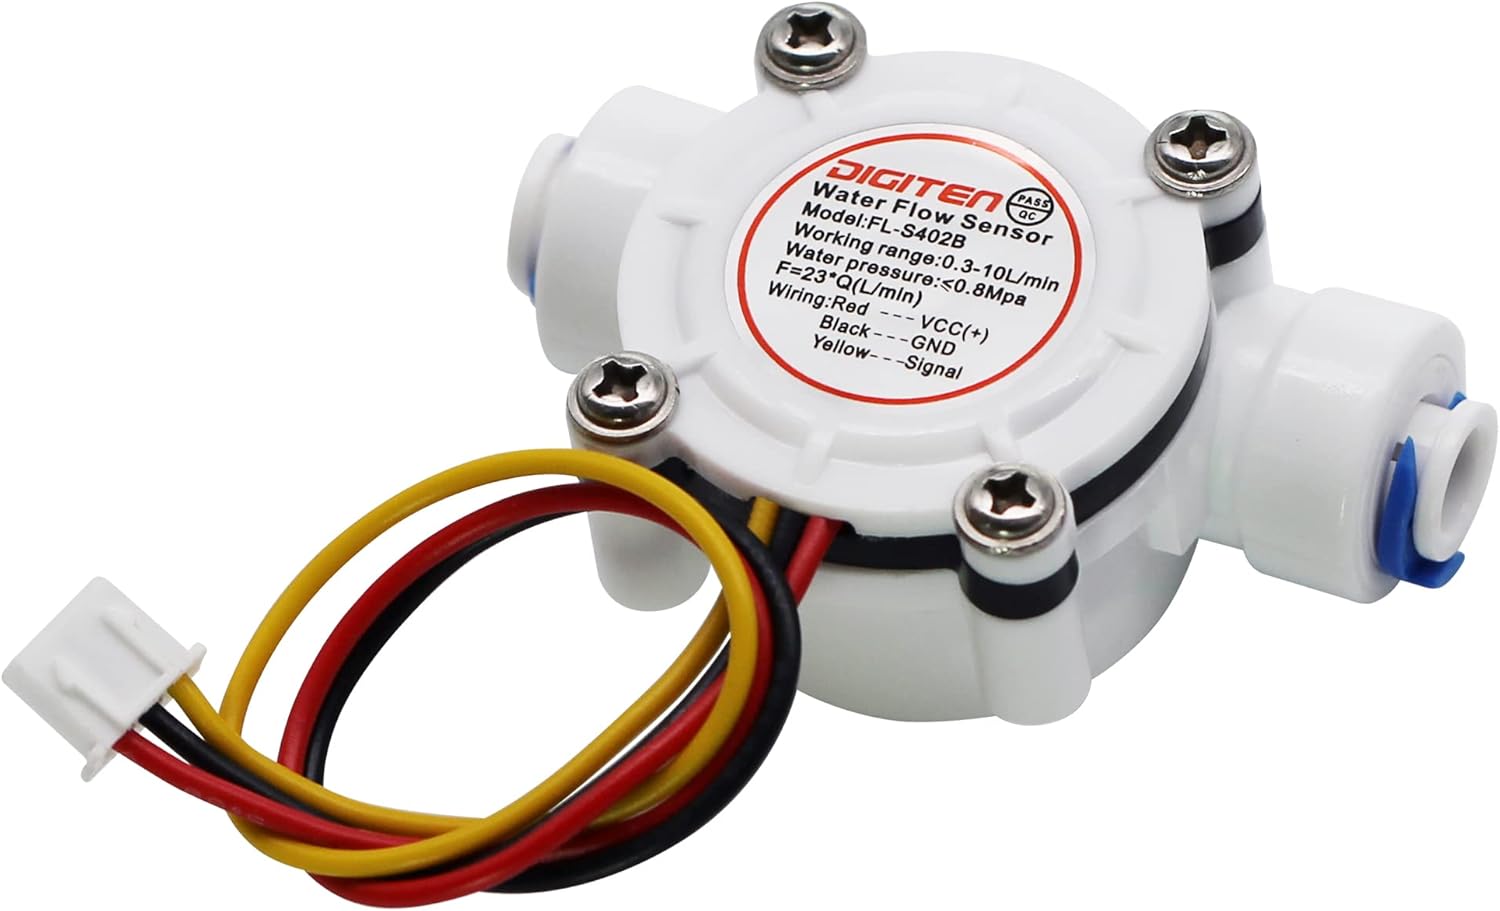 DIGITEN
PASS
QC
Water Flow Sensor
Model:FL-S402B
Working range:0.3-10L/min
Water pressure:≤0.8Mpa
F=23*Q(L/min)
Wiring:Red ---VCC(+)
Black---GND
Yellow---Signal